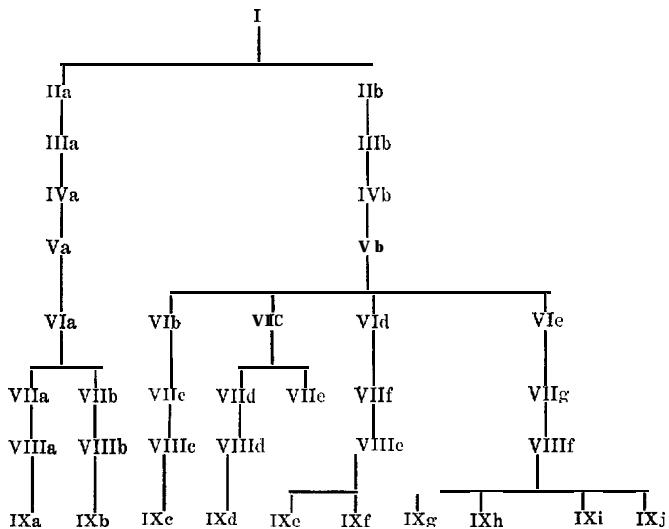 I
IIa IIb
IIIa IIIb
IVa IVb
Va Vb
VIa VIb VIC VId VIe
VIIa VIIb VIIc VIId VIIe VIIf VIIg
VIIIa VIIIb VIIIc VIIId VIIIe VIIIf
IXa IXb IXc IXd IXe IXf IXg IXh IXi IXJ